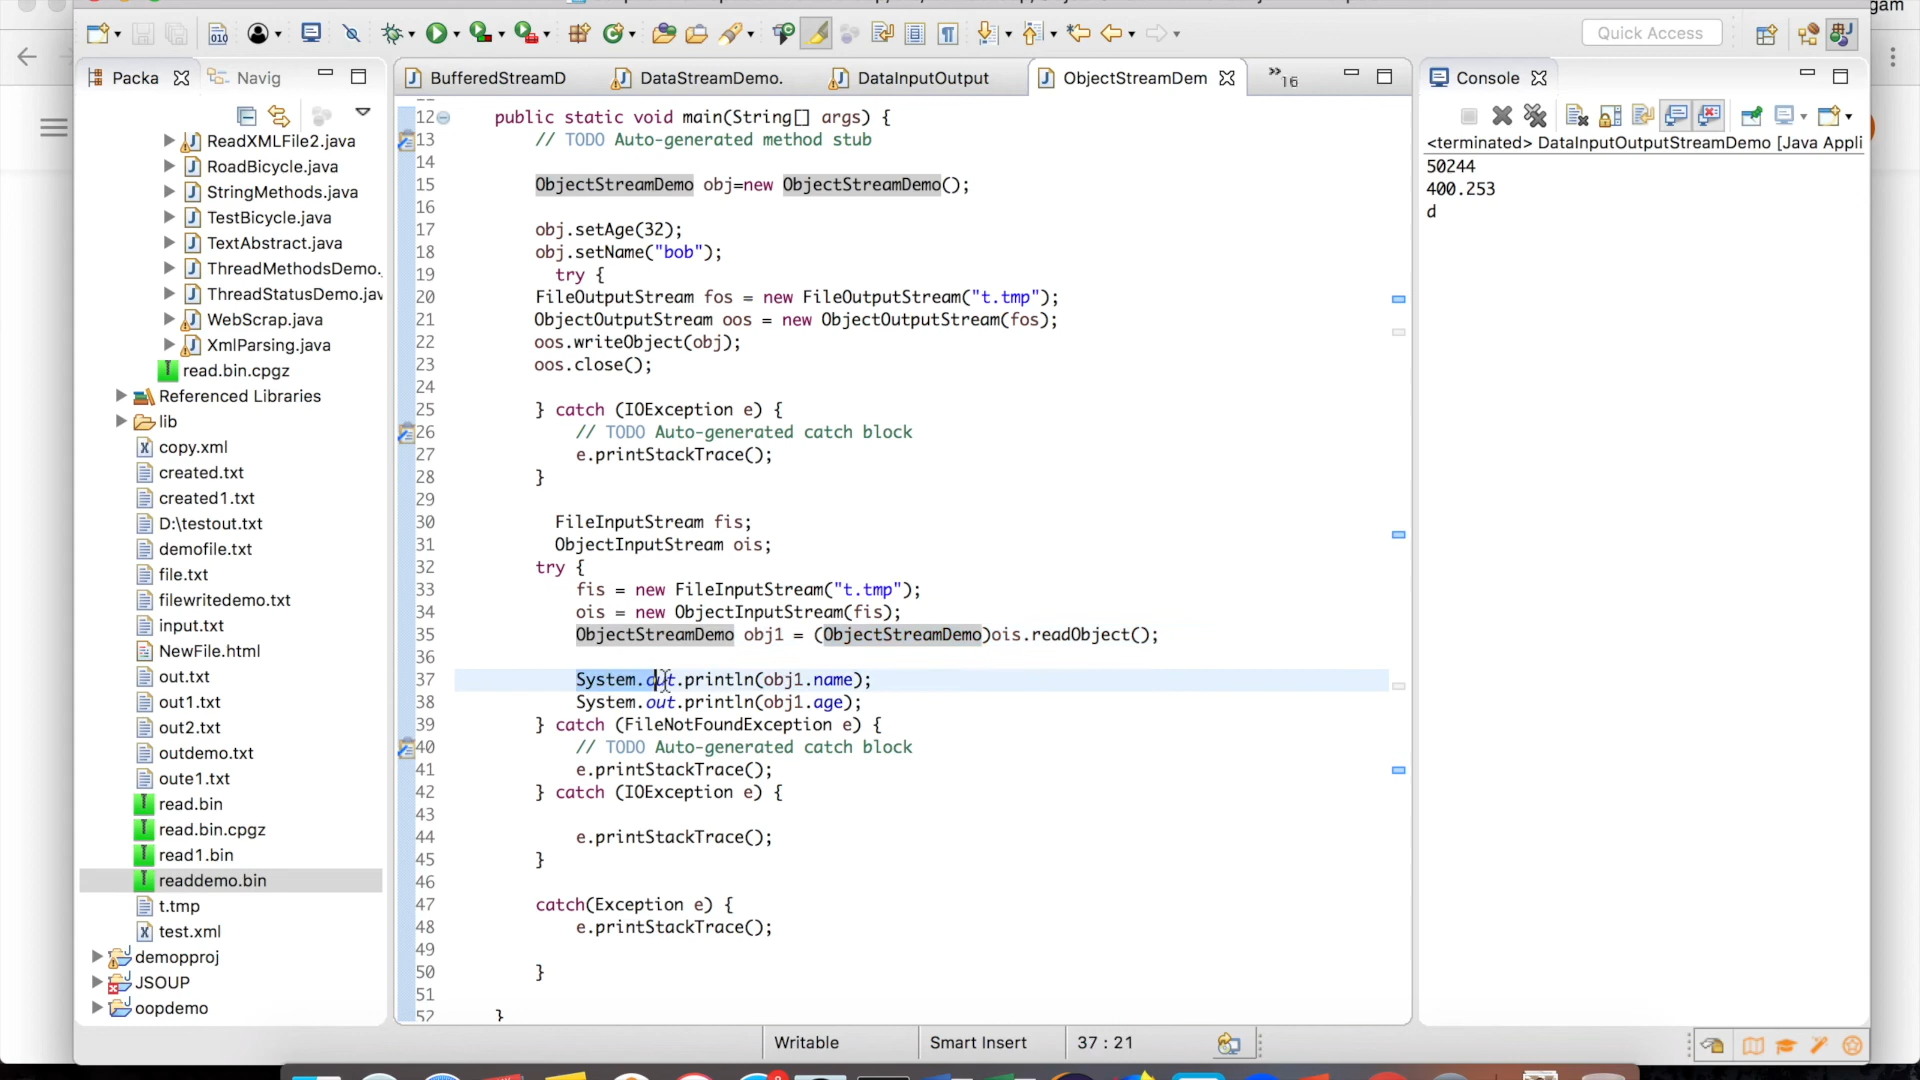 gam
Quick Access
Packa
Navig
ReadXMLFile2.java
RoadBicycle.java
StringMethods.java
TestBicycle.java
TextAbstract.java
ThreadMethodsDemo.
ThreadStatusDemo.jav
WebScrap.java
XmlParsing.java
read.bin.cpgz
Referenced Libraries
lib
copy.xml
created.txt
created1.txt
D:\testout.txt
demofile.txt
file.txt
filewritedemo.txt
input.txt
NewFile.html
out.txt
out1.txt
out2.txt
outdemo.txt
oute1.txt
read.bin
read.bin.cpgz
read1.bin
readdemo.bin
t.tmp
test.xml
demopproj
JSOUP
oopdemo
BufferedStreamD
DataStreamDemo.
DataInputOutput
ObjectStreamDem
»16
12 public static void main(String[] args) {
13 // TODO Auto-generated method stub
14
15 ObjectStreamDemo obj=new ObjectStreamDemo();
16
17 obj.setAge(32);
18 obj.setName("bob");
19 try {
20 FileOutputStream fos = new FileOutputStream("t.tmp");
21 ObjectOutputStream oos = new ObjectOutputStream(fos);
22 oos.writeObject(obj);
23 oos.close();
24
25 } catch (IOException e) {
26 // TODO Auto-generated catch block
27 e.printStackTrace();
28 }
29
30 FileInputStream fis;
31 ObjectInputStream ois;
32 try {
33 fis = new FileInputStream("t.tmp");
34 ois = new ObjectInputStream(fis);
35 ObjectStreamDemo obj1 = (ObjectStreamDemo)ois.readObject();
36
37 System.out.println(obj1.name);
38 System.out.println(obj1.age);
39 } catch (FileNotFoundException e) {
40 // TODO Auto-generated catch block
41 e.printStackTrace();
42 } catch (IOException e) {
43
44 e.printStackTrace();
45 }
46
47 catch(Exception e) {
48 e.printStackTrace();
49
50 }
51
52 }
Console
<terminated> DataInputOutputStreamDemo [Java Appli
50244
400.253
d
Writable
Smart Insert
37 : 21